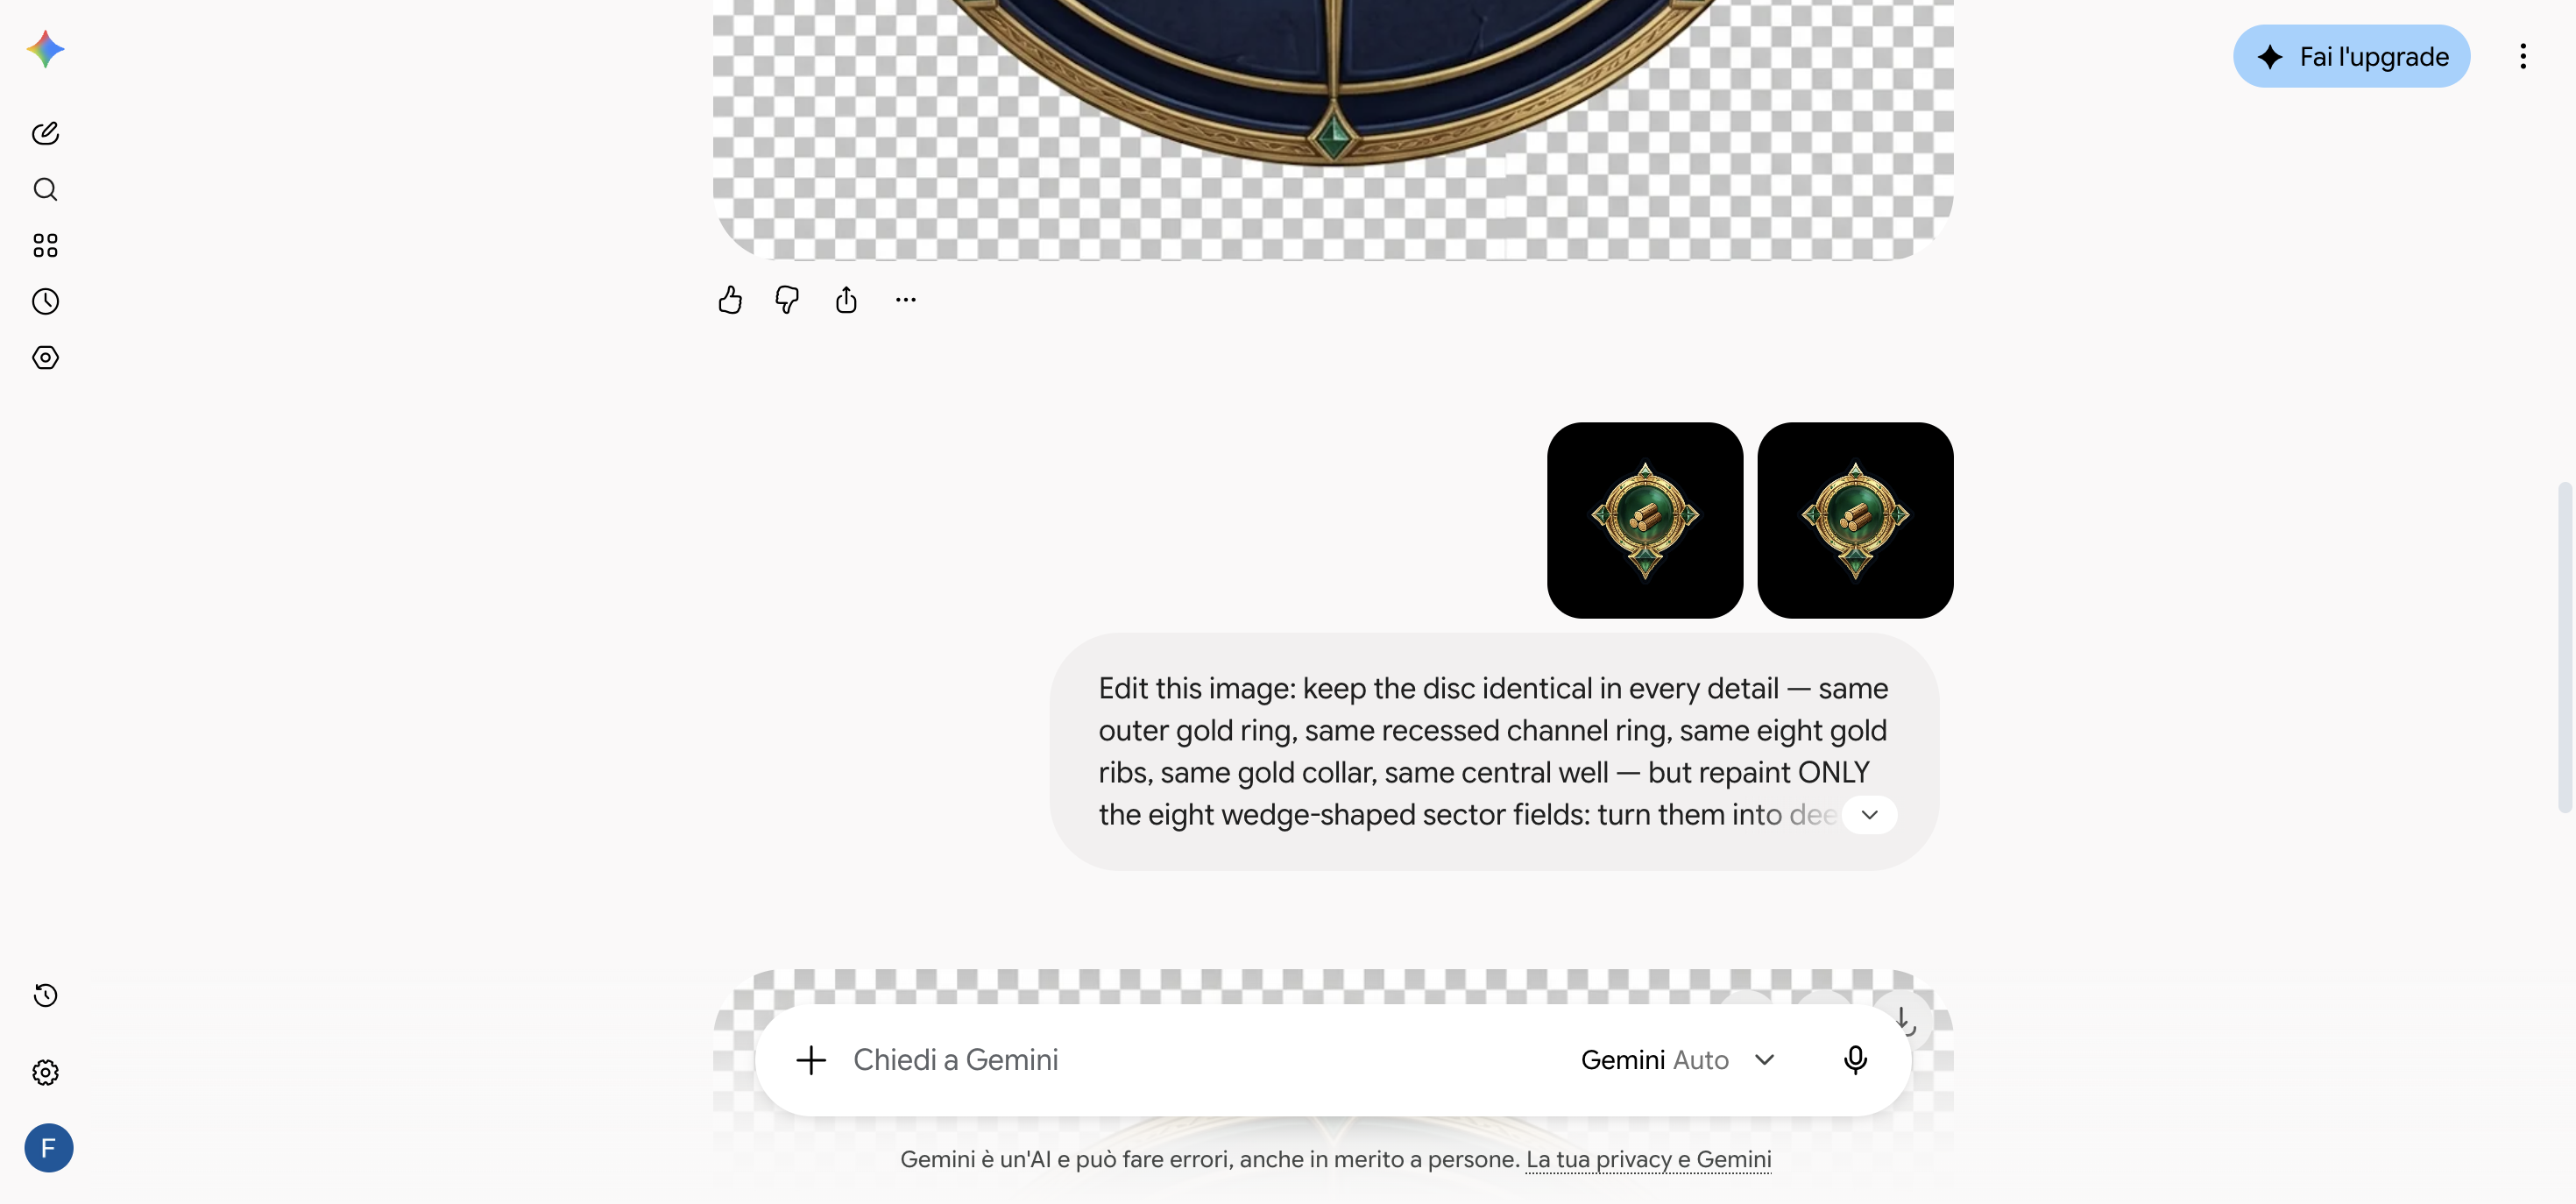 Fai l'upgrade
Edit this image: keep the disc identical in every detail — same
outer gold ring, same recessed channel ring, same eight gold
ribs, same gold collar, same central well — but repaint ONLY
the eight wedge-shaped sector fields: turn them into dee
Chiedi a Gemini
Gemini Auto
F
Gemini è un'AI e può fare errori, anche in merito a persone. La tua privacy e Gemini